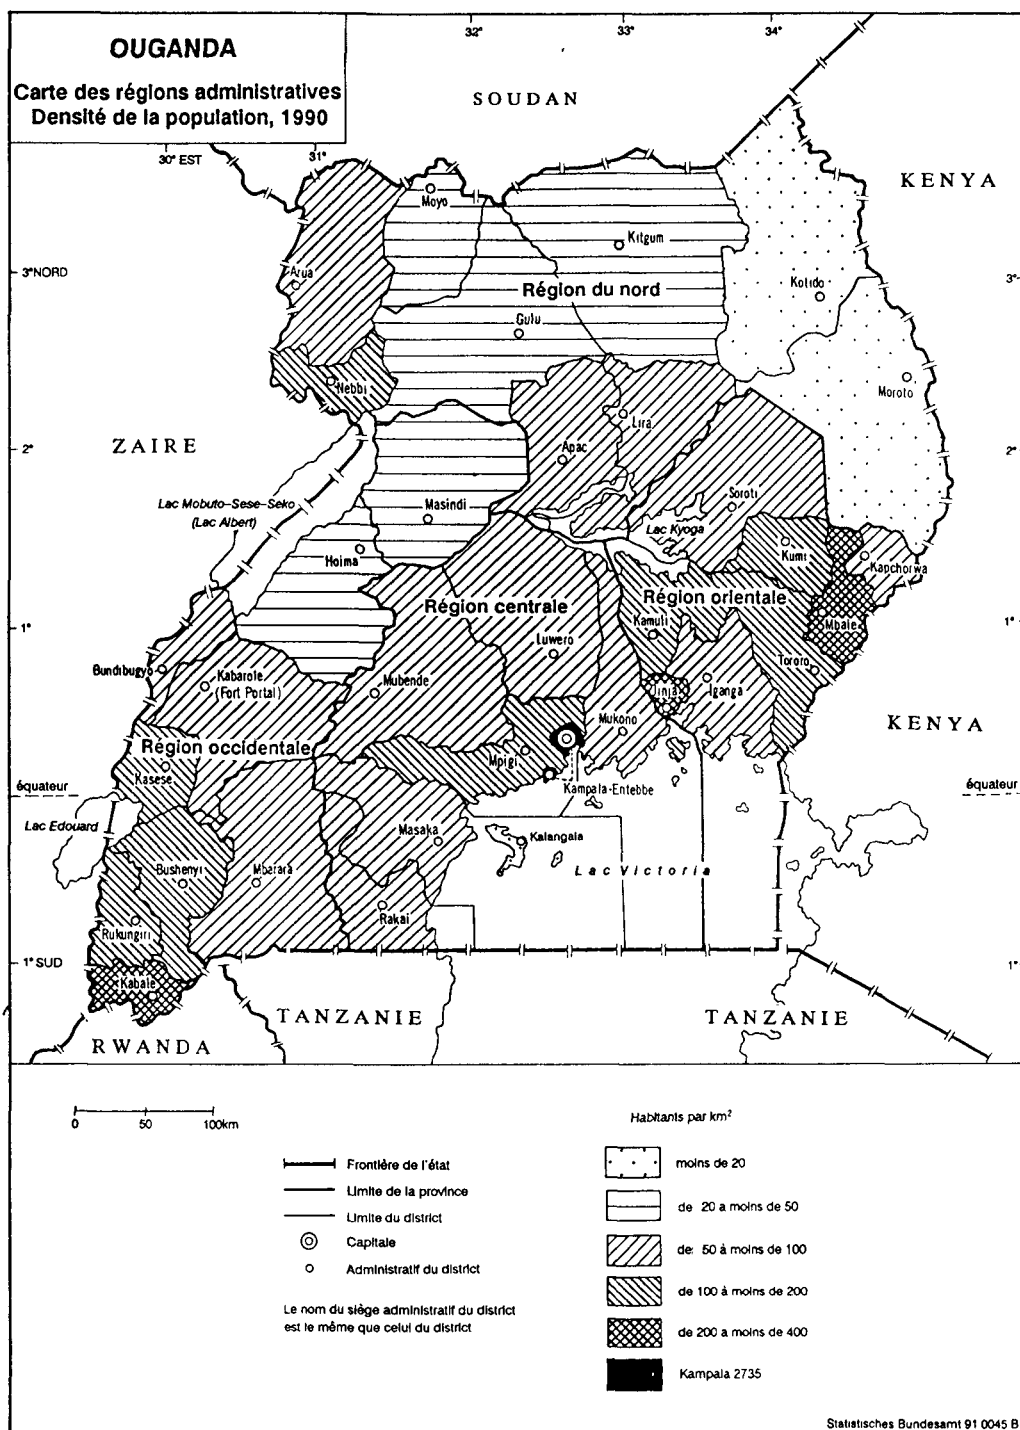 OUGANDA
Carte des régions administratives
Densité de la population, 1990
32°
33°
34°
30° EST
31°
SOUDAN
KENYA
Moyo
Kitgum
3° NORD
3°
Arua
Kotido
Région du nord
Gulu
Nebbi
Moroto
Lira
ZAIRE
2°
2°
Apac
Lac Mobuto-Sese-Seko
(Lac Albert)
Masindi
Soroti
Lac Kyoga
Hoima
Kumi
Kapchorwa
Région centrale
Région orientale
1°
1°
Kamuli
Mbale
Luwero
Bundibugyo
Kabarole
(Fort Portal)
Mubende
Tororo
Jinja
Iganga
Mukono
KENYA
Région occidentale
Mpigi
Kasese
équateur
équateur
Kampala-Entebbe
Lac Edouard
Masaka
Kalangala
Bushenyi
Mbarara
Lac Victoria
Rakai
Rukungiri
1° SUD
1°
Kabale
TANZANIE
TANZANIE
RWANDA
0
50
100km
Habitants par km²
Frontière de l'état
Limite de la province
Limite du district
Capitale
Administratif du district
Le nom du siège administratif du district
est le même que celui du district
moins de 20
de 20 a moins de 50
de: 50 à moins de 100
de 100 à moins de 200
de 200 a moins de 400
Kampala 2735
Statistisches Bundesamt 91 0045 B